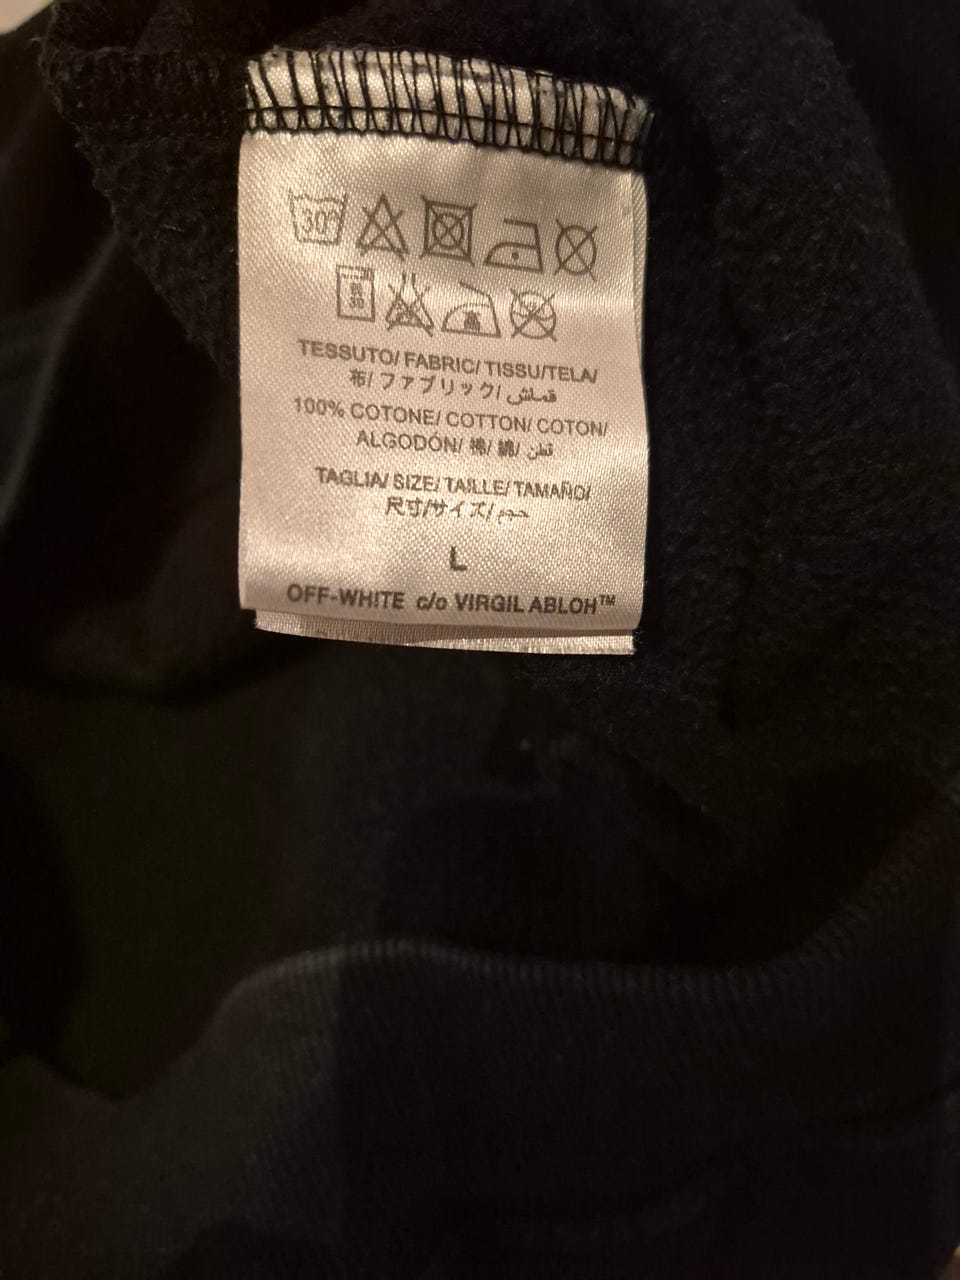 30°
TESSUTO/ FABRIC/ TISSU/TELA/
布/ ファブリック/ قماش
100% COTONE/ COTTON/ COTON/
ALGODÓN/ 棉/ 綿/ قطن
TAGLIA/ SIZE/ TAILLE/ TAMAÑO/
尺寸/サイズ/ حجم
L
OFF-WHITE c/o VIRGIL ABLOH™